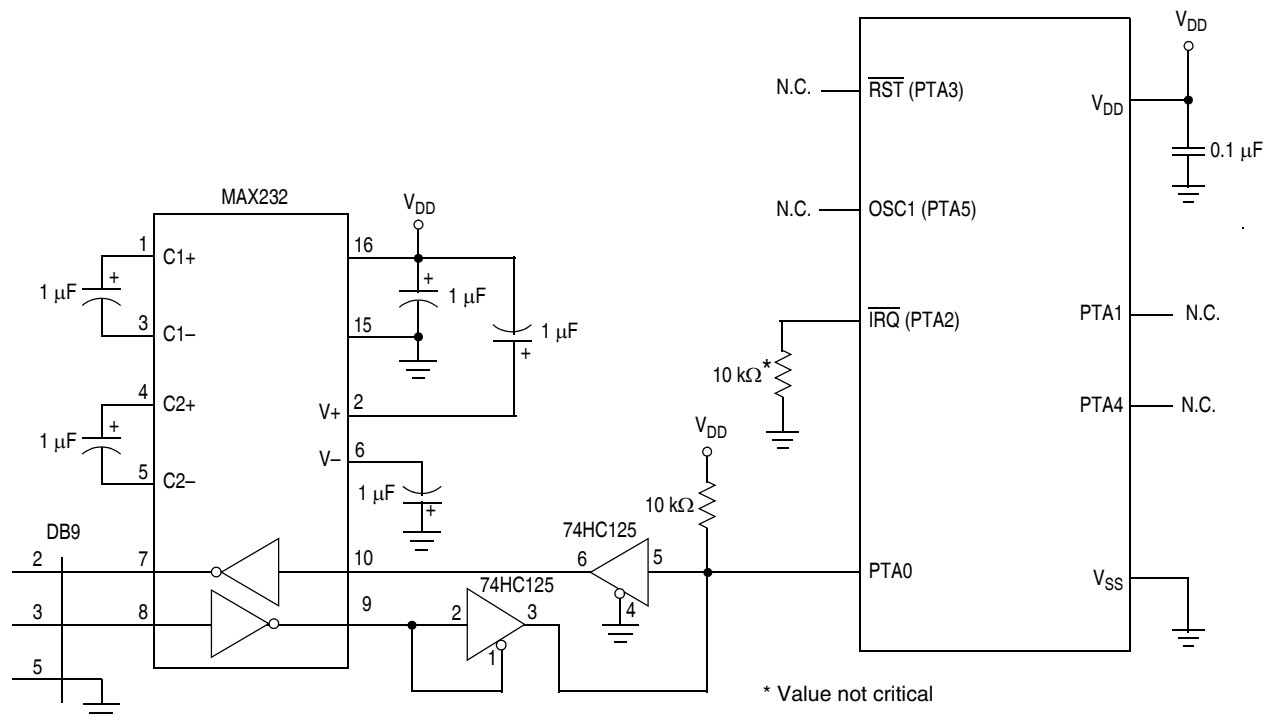 VDD
N.C.
RST (PTA3)
VDD
0.1 µF
MAX232
VDD
N.C.
OSC1 (PTA5)
1
C1+
16
+
1 µF
+
1 µF
3
C1–
15
1 µF
+
IRQ (PTA2)
PTA1
N.C.
10 kΩ*
4
C2+
V+
2
PTA4
N.C.
+
1 µF
VDD
V–
6
5
C2–
1 µF
+
10 kΩ
DB9
74HC125
2
7
10
6
5
PTA0
VSS
74HC125
4
3
8
9
2
3
1
5
* Value not critical